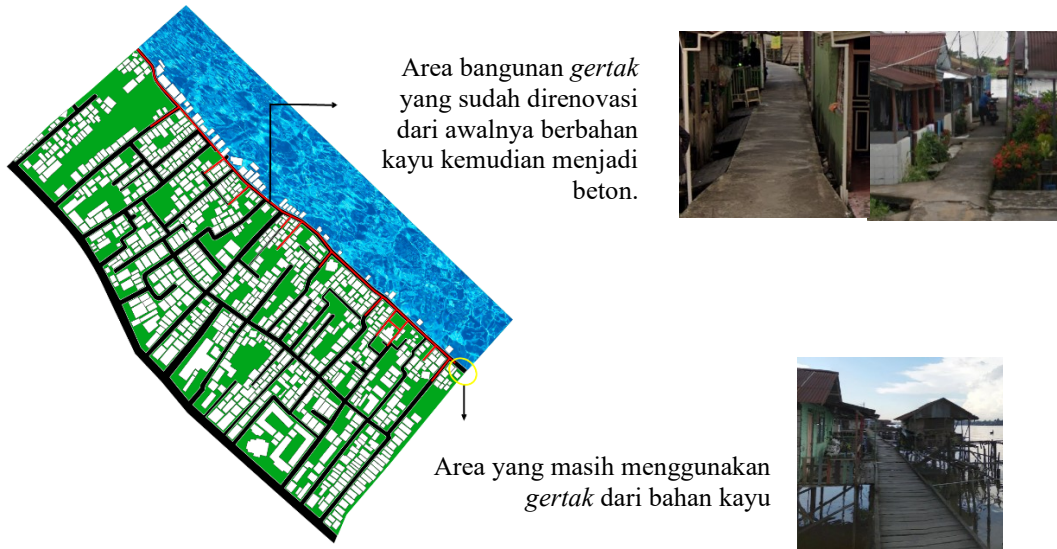 Area bangunan gertak
yang sudah direnovasi
dari awalnya berbahan
kayu kemudian menjadi
beton.
Area yang masih menggunakan
gertak dari bahan kayu